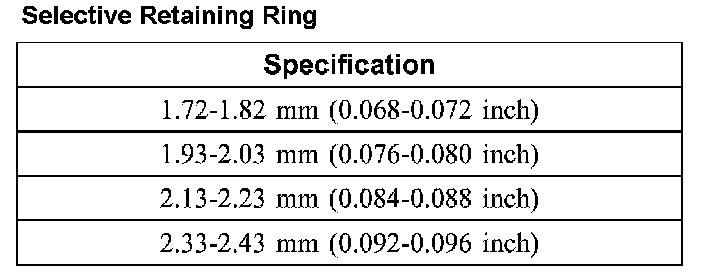 Selective Retaining Ring
Specification
1.72-1.82 mm (0.068-0.072 inch)
1.93-2.03 mm (0.076-0.080 inch)
2.13-2.23 mm (0.084-0.088 inch)
2.33-2.43 mm (0.092-0.096 inch)